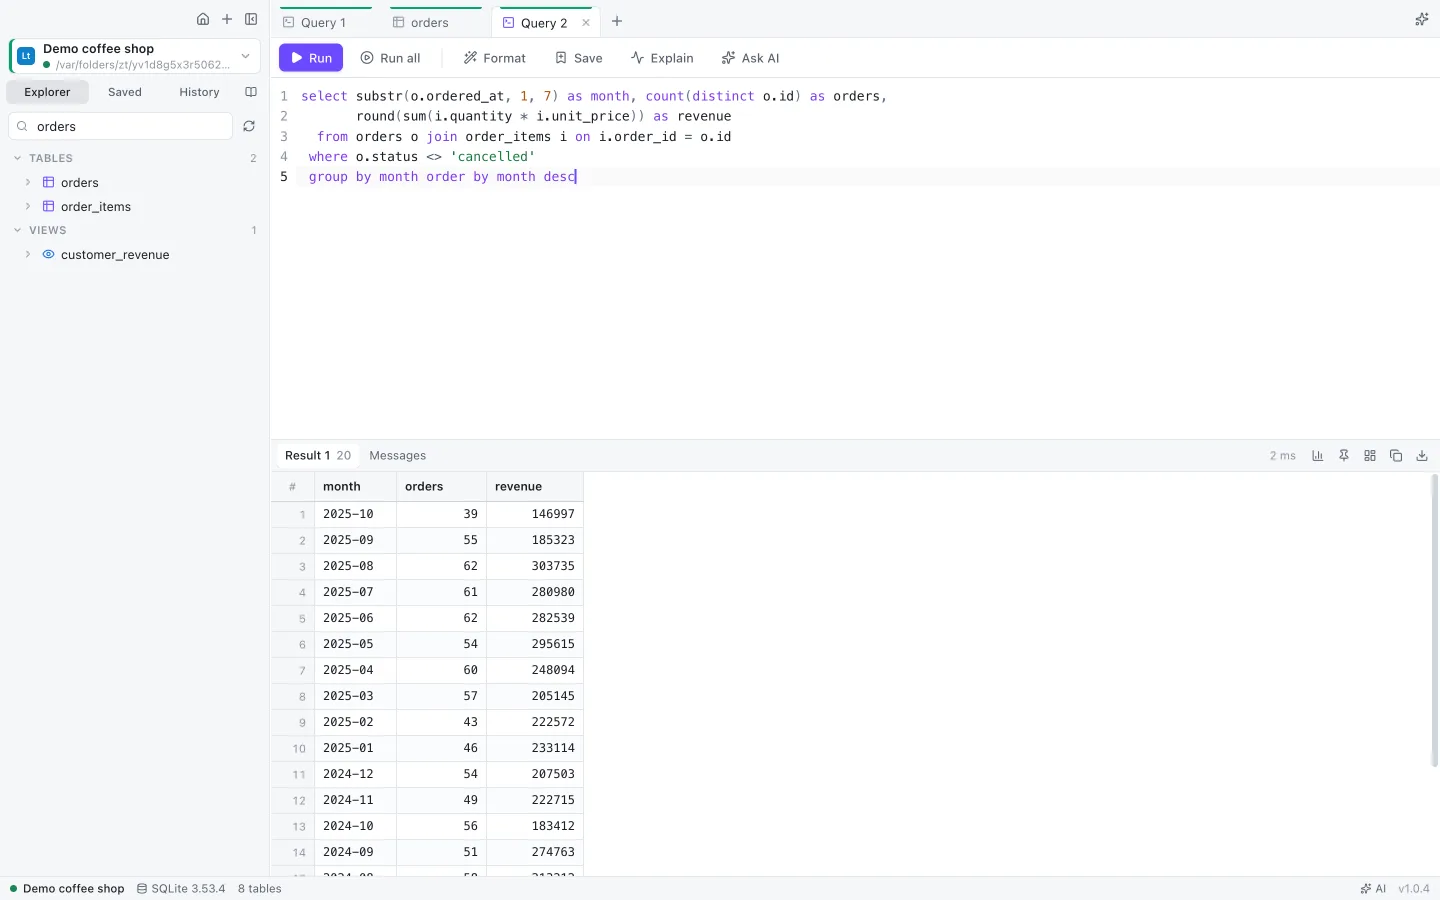 Query 1
orders
Query 2
Lt
Demo coffee shop
/var/folders/zt/yv1d8g5x3r5062...
Run
Run all
Format
Save
Explain
Ask AI
Explorer
Saved
History
orders
TABLES 2
orders
order_items
VIEWS 1
customer_revenue
1 select substr(o.ordered_at, 1, 7) as month, count(distinct o.id) as orders,
2 round(sum(i.quantity * i.unit_price)) as revenue
3 from orders o join order_items i on i.order_id = o.id
4 where o.status <> 'cancelled'
5 group by month order by month desc
Result 1 20
Messages
2 ms
# month orders revenue
1 2025-10 39 146997
2 2025-09 55 185323
3 2025-08 62 303735
4 2025-07 61 280980
5 2025-06 62 282539
6 2025-05 54 295615
7 2025-04 60 248094
8 2025-03 57 205145
9 2025-02 43 222572
10 2025-01 46 233114
11 2024-12 54 207503
12 2024-11 49 222715
13 2024-10 56 183412
14 2024-09 51 274763
Demo coffee shop
SQLite 3.53.4
8 tables
AI
v1.0.4